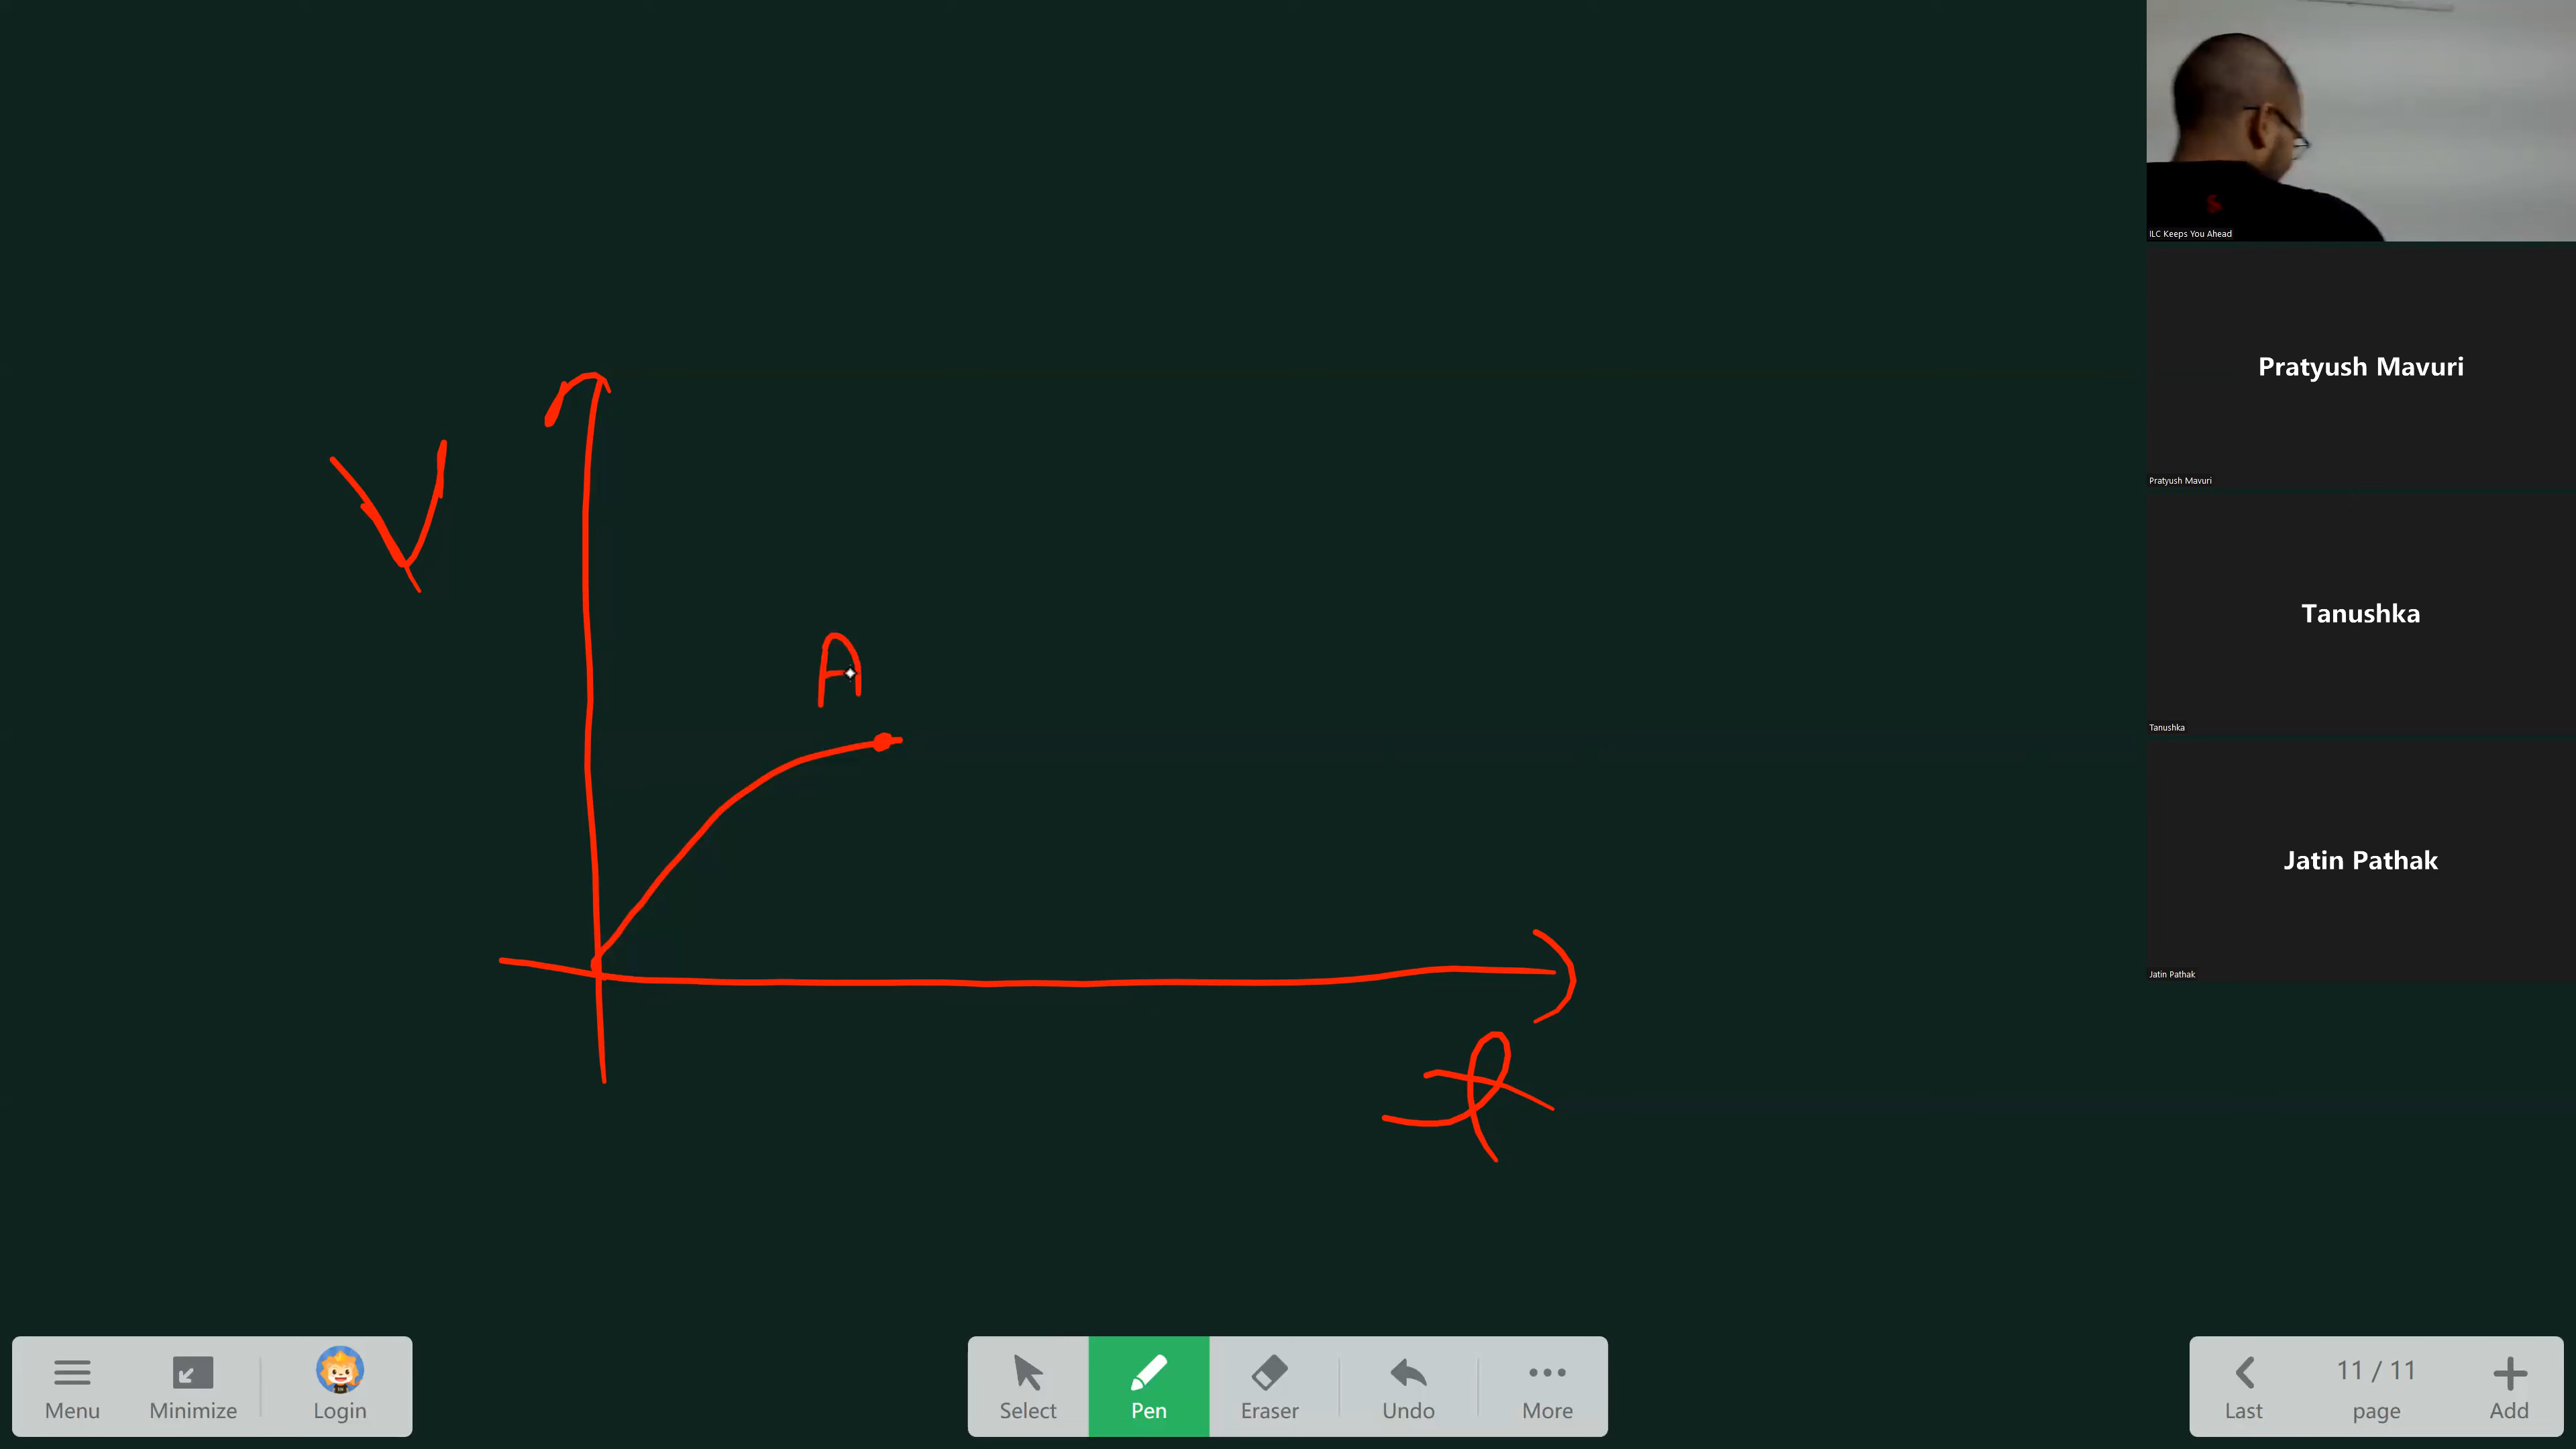 ILC Keeps You Ahead
V
A
Pratyush Mavuri
Pratyush Mavuri
Tanushka
Tanushka
Jatin Pathak
Jatin Pathak
Menu
Minimize
Login
Select
Pen
Eraser
Undo
More
Last
11 / 11
page
Add